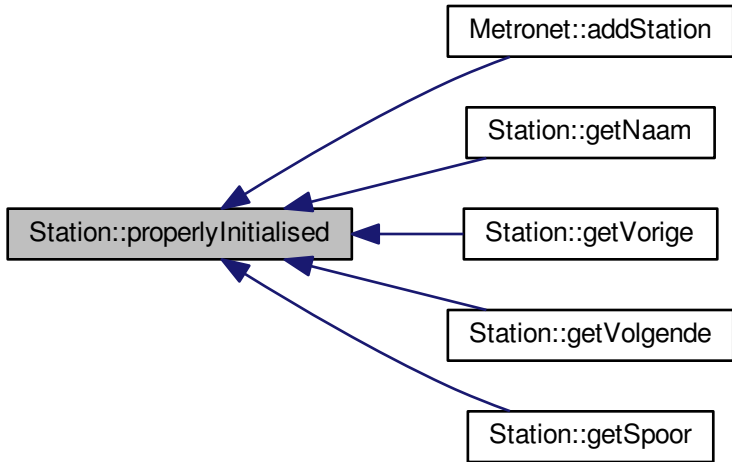 Metronet::addStation
Station::getNaam
Station::properlyInitialised
Station::getVorige
Station::getVolgende
Station::getSpoor